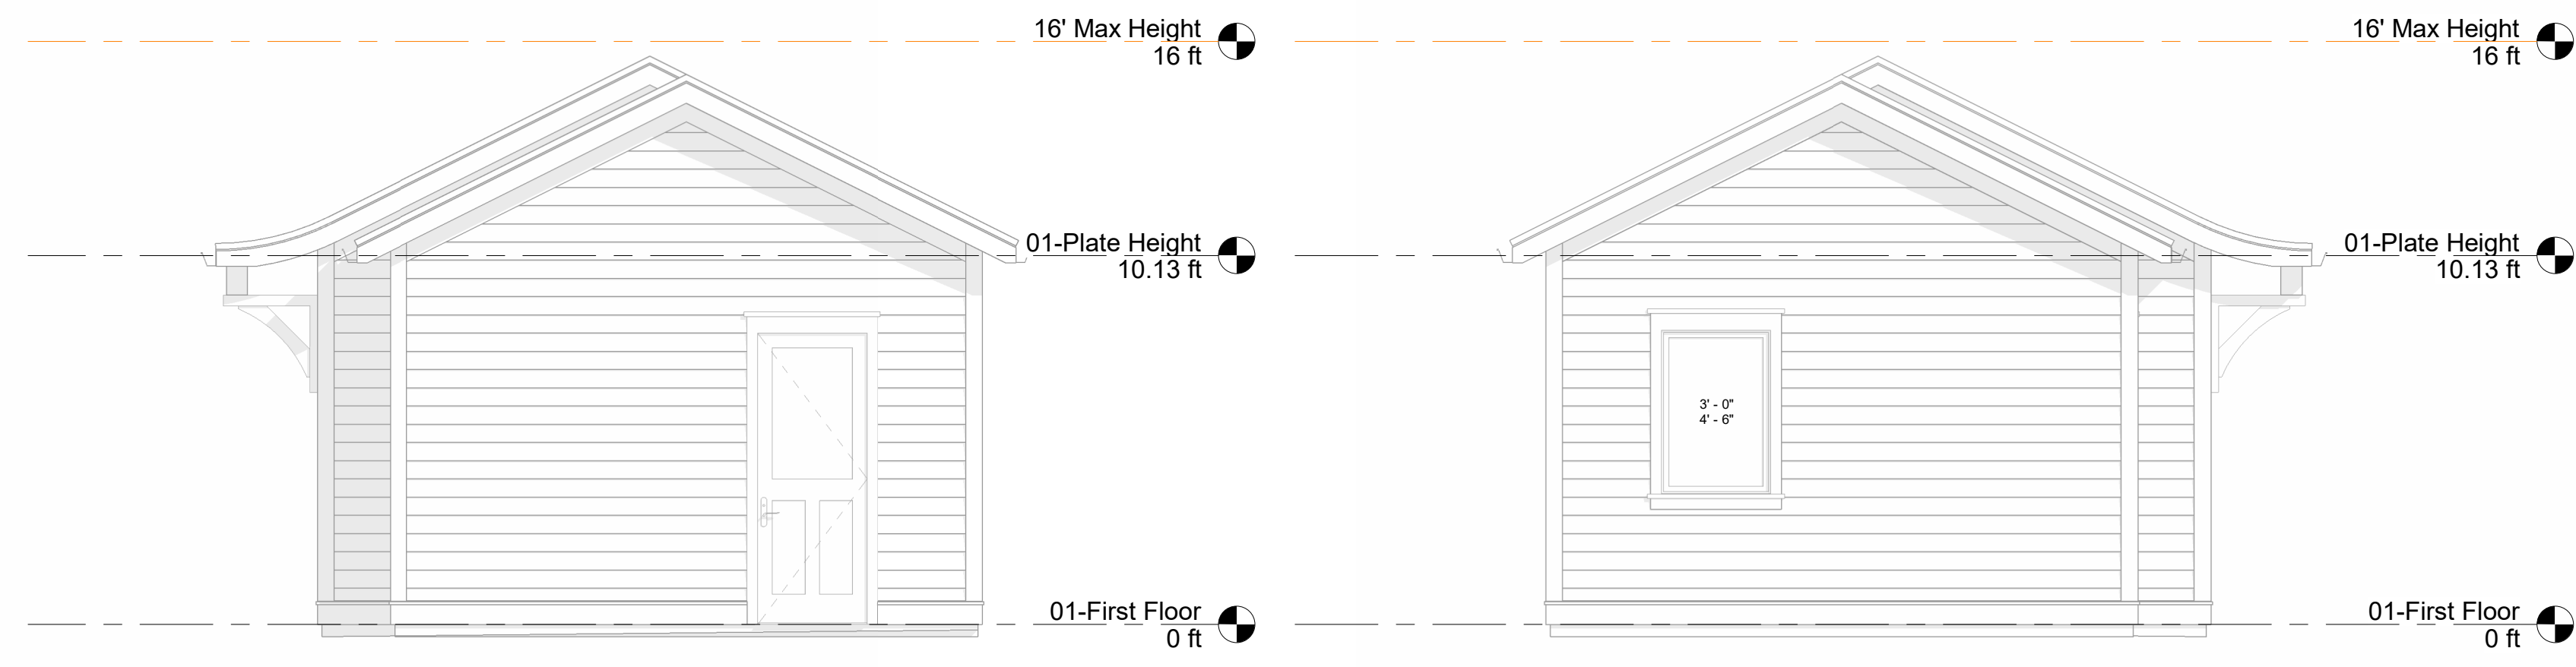 16' Max Height
16 ft
16' Max Height
16 ft
01-Plate Height
10.13 ft
01-Plate Height
10.13 ft
3' - 0"
4' - 6"
01-First Floor
0 ft
01-First Floor
0 ft